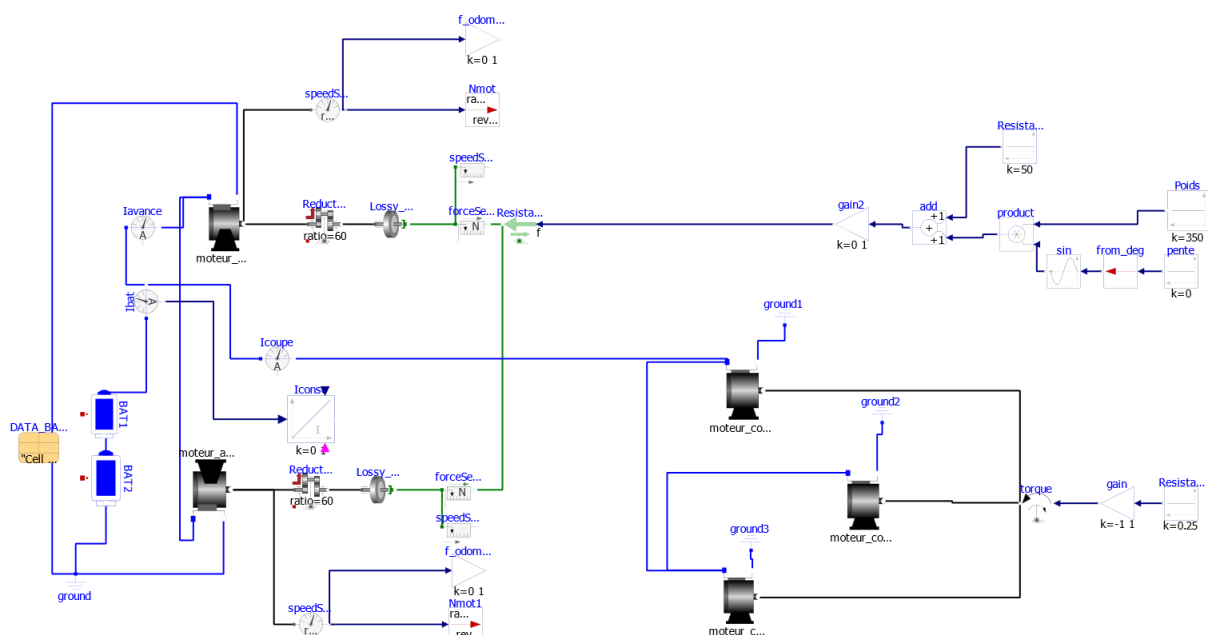 f_odom...
k=0 1
speedS...
r...
Nmot
ra...
rev...
Resista...
k=50
speedS...
Poids
k=350
Iavance
A
moteur_...
Reduct...
ratio=60
Lossy_...
forceSe...
N
Resista...
f
gain2
k=0 1
add
+1
+
+1
product
sin
from_deg
pente
k=0
Ibat
A
ground1
Icoupe
A
Icons...
I
k=0 1
BAT1
BAT2
DATA_BA...
"Cell ...
moteur_co...
ground2
moteur_a...
Reduct...
ratio=60
Lossy_...
forceSe...
N
speedS...
moteur_co...
torque
gain
k=-1 1
Resista...
k=0.25
ground3
moteur_c...
ground
f_odom...
k=0 1
speedS...
r...
Nmot1
ra...
rev...